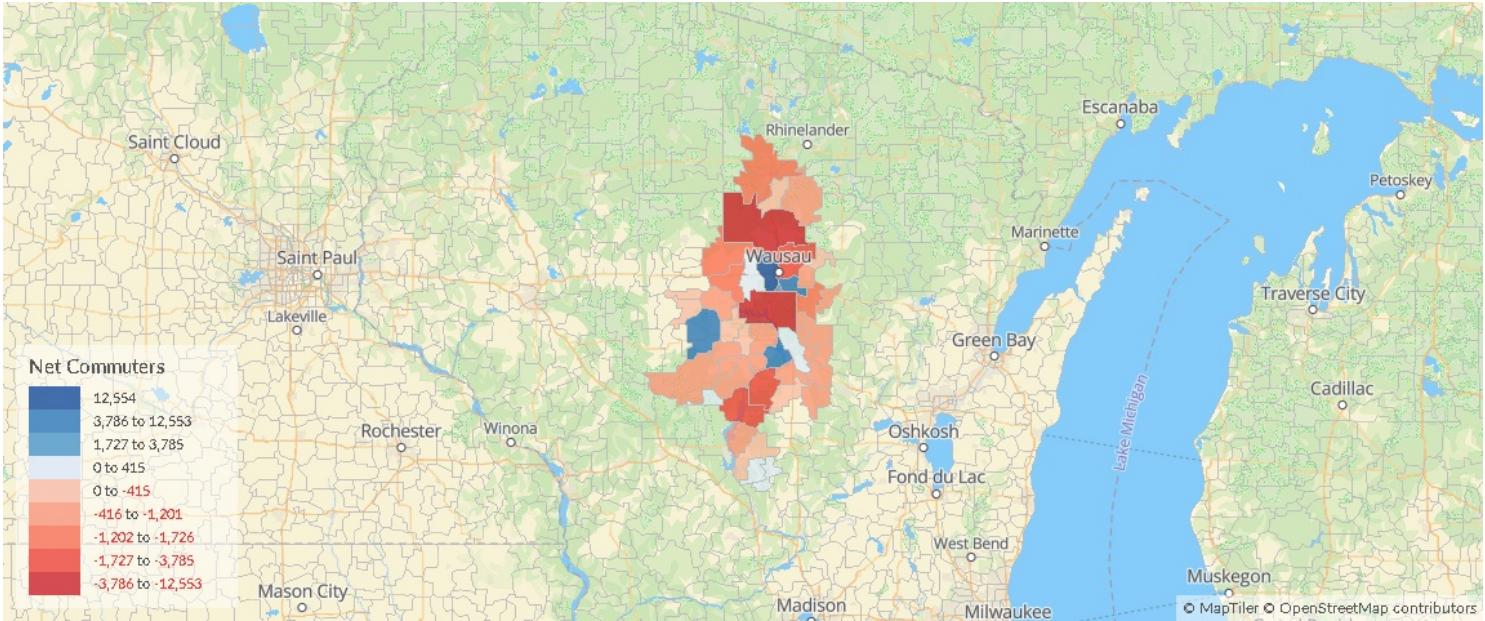 Escanaba
Rhinelander
Saint Cloud
Petoskey
Marinette
Wausau
Saint Paul
Traverse City
Lakeville
Green Bay
Net Commuters
12,554
3,786 to 12,553
1,727 to 3,785
0 to 415
0 to -415
-416 to -1,201
-1,202 to -1,726
-1,727 to -3,785
-3,786 to -12,553
Cadillac
Lake Michigan
Rochester
Winona
Oshkosh
Fond du Lac
West Bend
Mason City
Madison
Milwaukee
Muskegon
© MapTiler © OpenStreetMap contributors